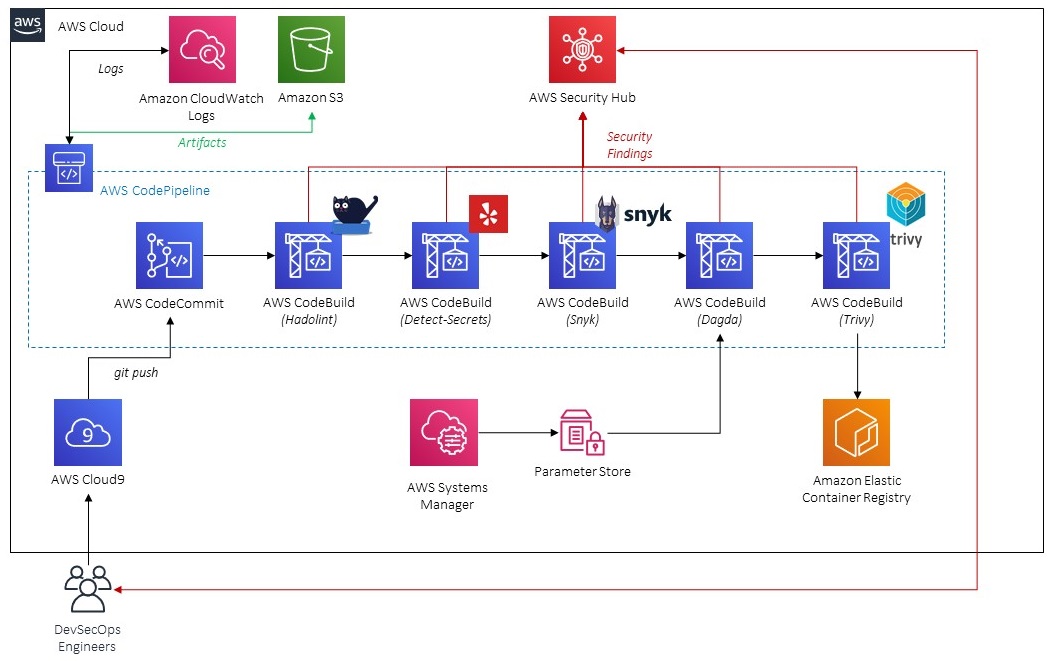 aws
AWS Cloud
Logs
Amazon CloudWatch
Logs
Amazon S3
AWS Security Hub
Artifacts
Security
Findings
AWS CodePipeline
snyk
trivy
AWS CodeCommit
AWS CodeBuild
(Hadolint)
AWS CodeBuild
(Detect-Secrets)
AWS CodeBuild
(Snyk)
AWS CodeBuild
(Dagda)
AWS CodeBuild
(Trivy)
git push
9
AWS Cloud9
AWS Systems
Manager
Parameter Store
Amazon Elastic
Container Registry
DevSecOps
Engineers